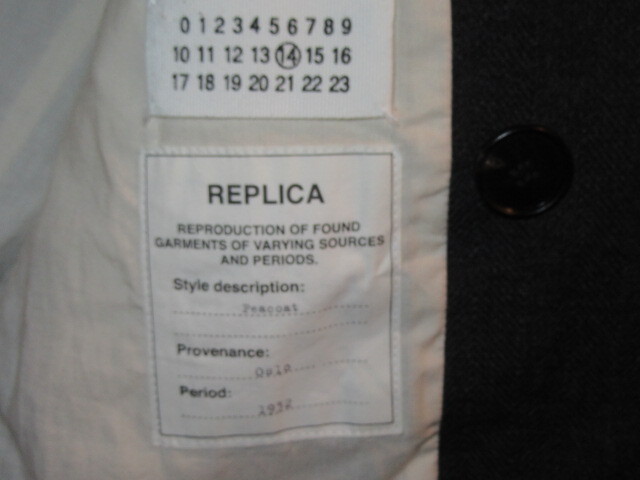 0 1 2 3 4 5 6 7 8 9
10 11 12 13 14 15 16
17 18 19 20 21 22 23
REPLICA
REPRODUCTION OF FOUND
GARMENTS OF VARYING SOURCES
AND PERIODS.
Style description:
Peacoat
Provenance:
Oslo
Period:
1952